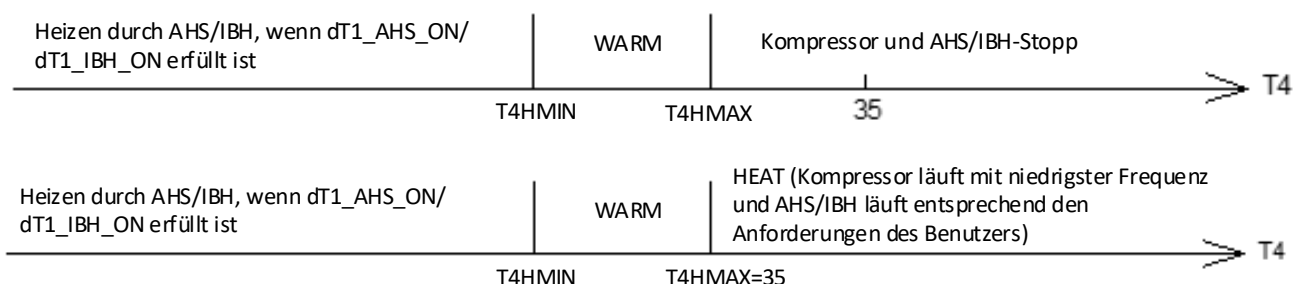 Heizen durch AHS/IBH, wenn dT1_AHS_ON/
dT1_IBH_ON erfüllt ist
WARM
Kompressor und AHS/IBH-Stopp
T4HMIN
T4HMAX
35
T4
Heizen durch AHS/IBH, wenn dT1_AHS_ON/
dT1_IBH_ON erfüllt ist
WARM
HEAT (Kompressor läuft mit niedrigster Frequenz
und AHS/IBH läuft entsprechend den
Anforderungen des Benutzers)
T4HMIN
T4HMAX=35
T4